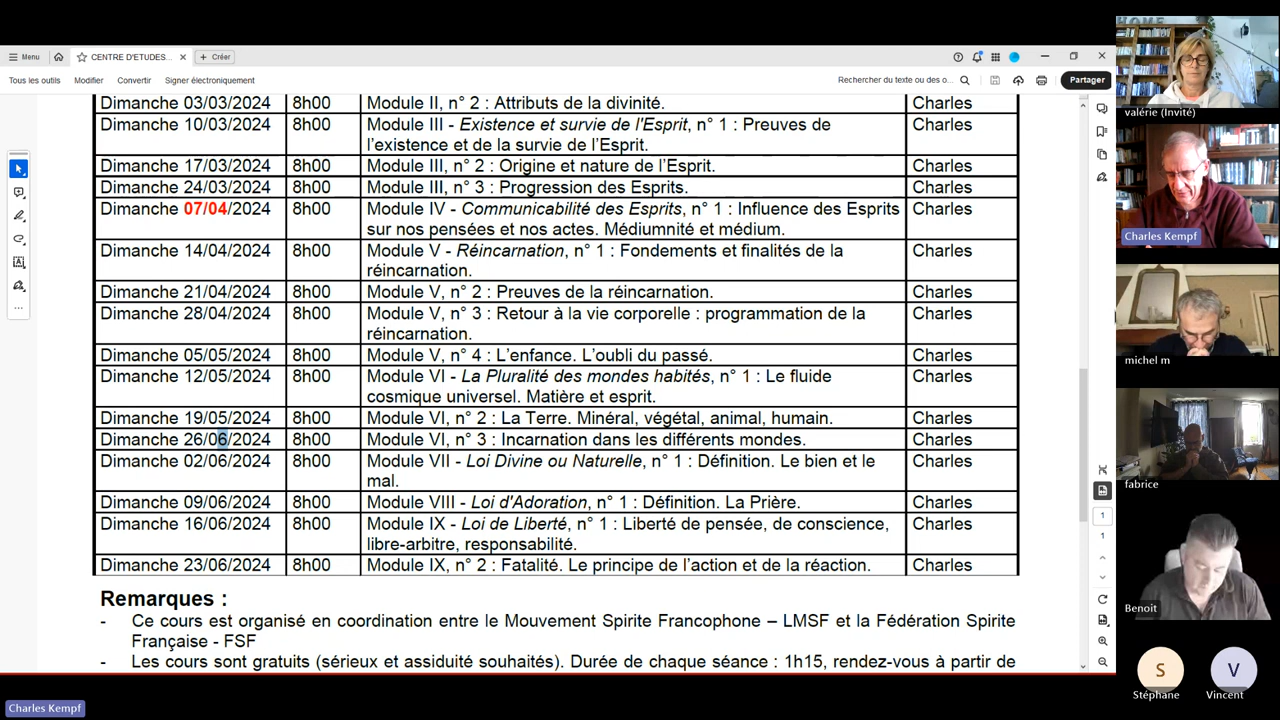 HOME
Menu
CENTRE D'ETUDES...
Créer
Tous les outils
Modifier
Convertir
Signer électroniquement
Rechercher du texte ou des o...
Partager
Dimanche 03/03/2024 8h00 Module II, n° 2 : Attributs de la divinité. Charles
Dimanche 10/03/2024 8h00 Module III - Existence et survie de l'Esprit, n° 1 : Preuves de Charles
l'existence et de la survie de l'Esprit.
Dimanche 17/03/2024 8h00 Module III, n° 2 : Origine et nature de l'Esprit. Charles
Dimanche 24/03/2024 8h00 Module III, n° 3 : Progression des Esprits. Charles
Dimanche 07/04/2024 8h00 Module IV - Communicabilité des Esprits, n° 1 : Influence des Esprits Charles
sur nos pensées et nos actes. Médiumnité et médium.
Dimanche 14/04/2024 8h00 Module V - Réincarnation, n° 1 : Fondements et finalités de la Charles
réincarnation.
Dimanche 21/04/2024 8h00 Module V, n° 2 : Preuves de la réincarnation. Charles
Dimanche 28/04/2024 8h00 Module V, n° 3 : Retour à la vie corporelle : programmation de la Charles
réincarnation.
Dimanche 05/05/2024 8h00 Module V, n° 4 : L'enfance. L'oubli du passé. Charles
Dimanche 12/05/2024 8h00 Module VI - La Pluralité des mondes habités, n° 1 : Le fluide Charles
cosmique universel. Matière et esprit.
Dimanche 19/05/2024 8h00 Module VI, n° 2 : La Terre. Minéral, végétal, animal, humain. Charles
Dimanche 26/06/2024 8h00 Module VI, n° 3 : Incarnation dans les différents mondes. Charles
Dimanche 02/06/2024 8h00 Module VII - Loi Divine ou Naturelle, n° 1 : Définition. Le bien et le Charles
mal.
Dimanche 09/06/2024 8h00 Module VIII - Loi d'Adoration, n° 1 : Définition. La Prière. Charles
Dimanche 16/06/2024 8h00 Module IX - Loi de Liberté, n° 1 : Liberté de pensée, de conscience, Charles
libre-arbitre, responsabilité.
Dimanche 23/06/2024 8h00 Module IX, n° 2 : Fatalité. Le principe de l'action et de la réaction. Charles
Remarques :
- Ce cours est organisé en coordination entre le Mouvement Spirite Francophone – LMSF et la Fédération Spirite
Française - FSF
- Les cours sont gratuits (sérieux et assiduité souhaités). Durée de chaque séance : 1h15, rendez-vous à partir de
1
1
valérie (Invité)
Charles Kempf
michel m
fabrice
Benoit
S
V
Stéphane
Vincent
Charles Kempf